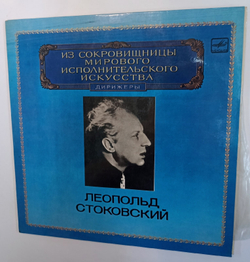 ИЗ СОКРОВИЩНИЦЫ
МИРОВОГО
ИСПОЛНИТЕЛЬСКОГО
ИСКУССТВА
ДИРИЖЕРЫ
ЛЕОПОЛЬД
СТОКОВСКИЙ